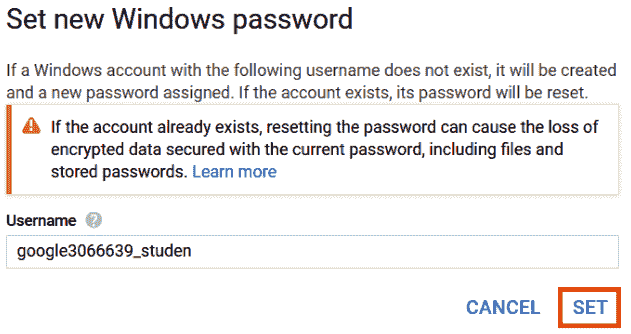 Set new Windows password
If a Windows account with the following username does not exist, it will be created
and a new password assigned. If the account exists, its password will be reset.
If the account already exists, resetting the password can cause the loss of
encrypted data secured with the current password, including files and
stored passwords. Learn more
Username ?
google3066639_studen
CANCEL SET